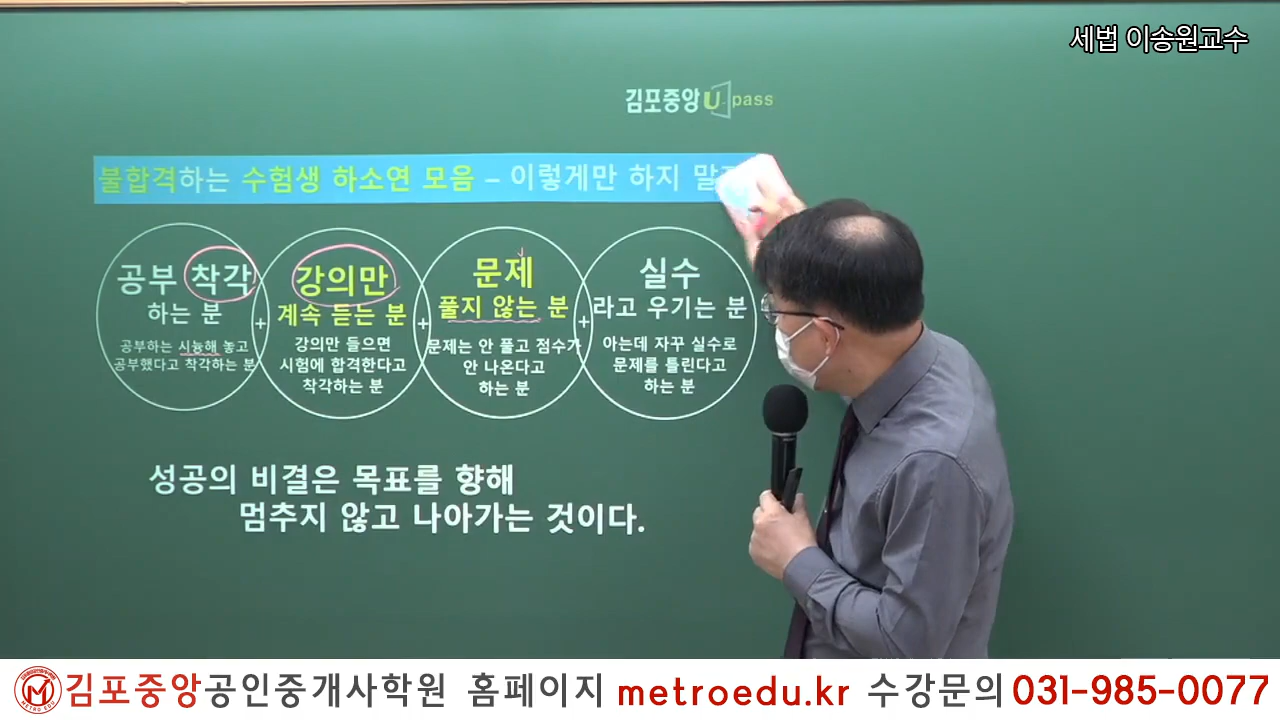 세법 이송원교수
김포중앙 U-pass
불합격하는 수험생 하소연 모음 – 이렇게만 하지
공부 착각
하는 분
공부하는 시늉해 놓고
공부했다고 착각하는 분
+
강의만
계속 듣는 분
강의만 들으면
시험에 합격한다고
착각하는 분
+
문제
풀지 않는 분
문제는 안 풀고 점수가
안 나온다고
하는 분
+
실수
라고 우기는 분
아는데 자꾸 실수로
문제를 틀린다고
하는 분
성공의 비결은 목표를 향해
멈추지 않고 나아가는 것이다.
METRO EDU
김포중앙공인중개사학원 홈페이지 metroedu.kr 수강문의 031-985-0077